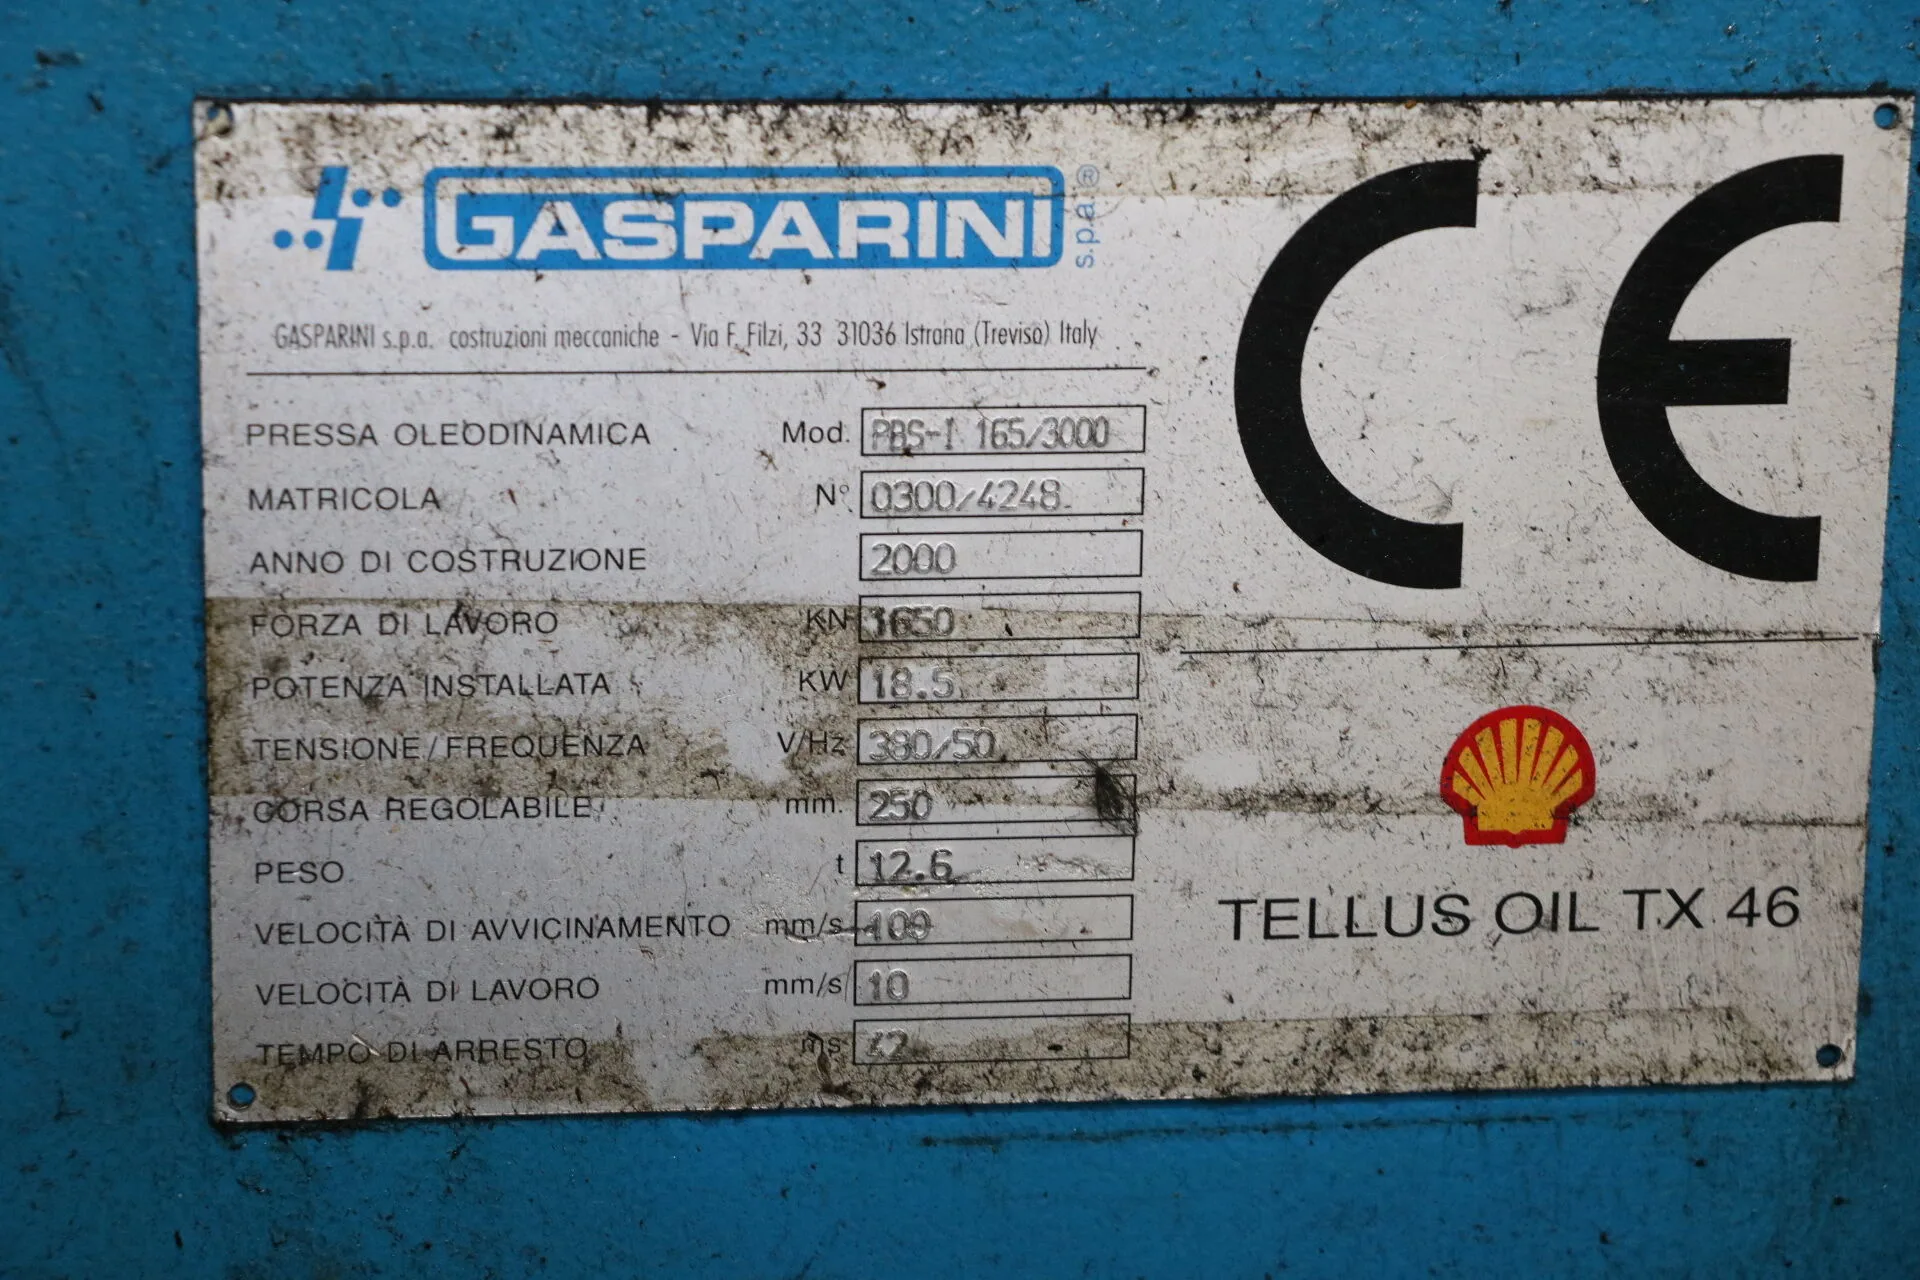 GASPARINI s.p.a.®
GASPARINI s.p.a. costruzioni meccaniche - Via F. Filzi, 33 31036 Istrana (Treviso) Italy
PRESSA OLEODINAMICA Mod. PBS-I 165/3000
MATRICOLA N° 0300/4248.
ANNO DI COSTRUZIONE 2000
FORZA DI LAVORO KN 1650
POTENZA INSTALLATA KW 18.5
TENSIONE/FREQUENZA V/Hz 380/50
CORSA REGOLABILE mm. 250
PESO t 12.6
VELOCITÀ DI AVVICINAMENTO mm/s 100
VELOCITÀ DI LAVORO mm/s 10
TEMPO DI ARRESTO ms 42
CE
TELLUS OIL TX 46